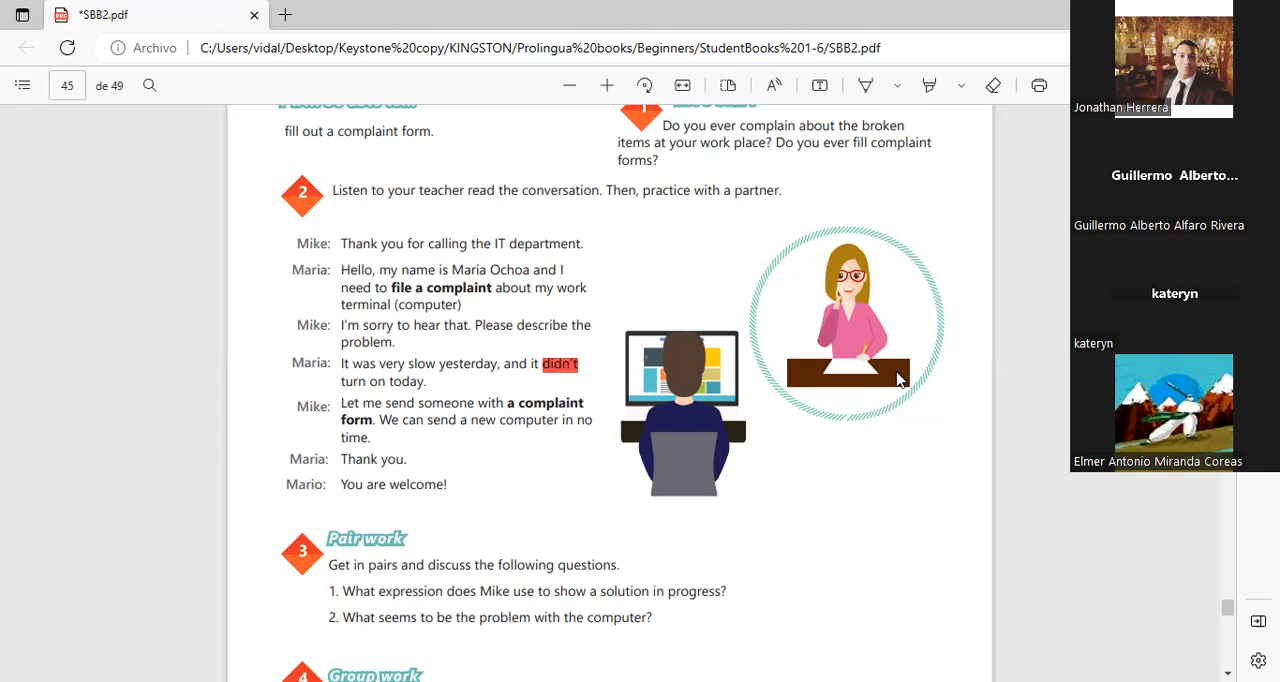 *SBB2.pdf
Archivo
C:/Users/vidal/Desktop/Keystone%20copy/KINGSTON/Prolingua%20books/Beginners/StudentBooks%201-6/SBB2.pdf
45 de 49
fill out a complaint form.
1
Do you ever complain about the broken
items at your work place? Do you ever fill complaint
forms?
2 Listen to your teacher read the conversation. Then, practice with a partner.
Mike: Thank you for calling the IT department.
Maria: Hello, my name is Maria Ochoa and I
need to file a complaint about my work
terminal (computer)
Mike: I'm sorry to hear that. Please describe the
problem.
Maria: It was very slow yesterday, and it didn't
turn on today.
Mike: Let me send someone with a complaint
form. We can send a new computer in no
time.
Maria: Thank you.
Mario: You are welcome!
3 Pair work
Get in pairs and discuss the following questions.
1. What expression does Mike use to show a solution in progress?
2. What seems to be the problem with the computer?
4 Group work
Jonathan Herrera
Guillermo Alberto...
Guillermo Alberto Alfaro Rivera
kateryn
kateryn
Elmer Antonio Miranda Coreas